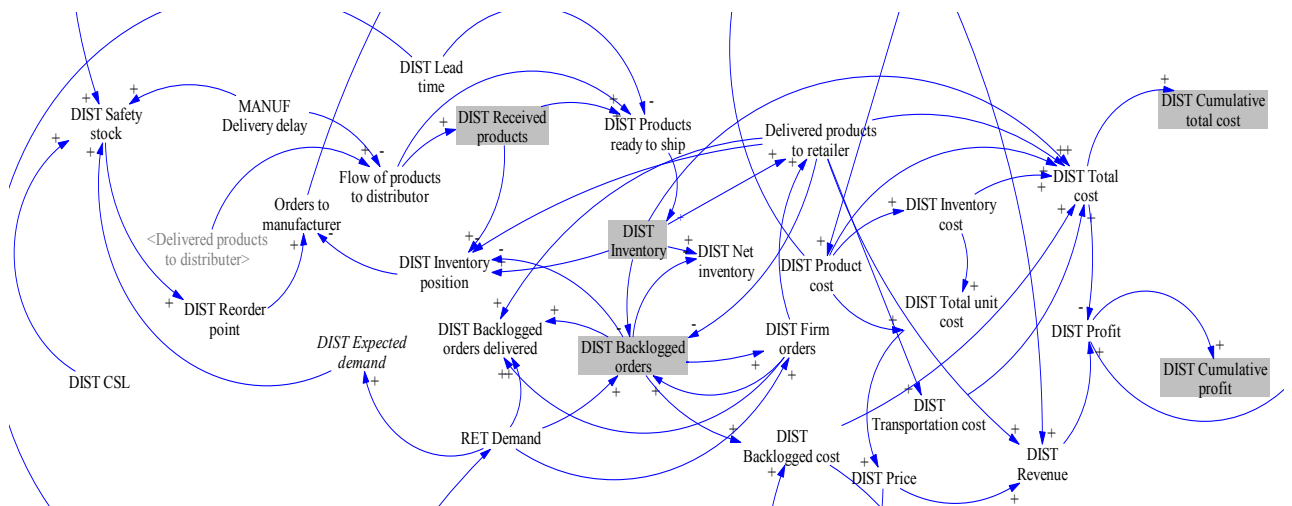 DIST Lead
time
DIST Safety
stock
MANUF
Delivery delay
DIST Received
products
DIST Products
ready to ship
Delivered products
to retailer
DIST Cumulative
total cost
Flow of products
to distributor
DIST Total
cost
Orders to
manufacturer
DIST Inventory
cost
<Delivered products
to distributer>
DIST
Inventory
DIST Net
inventory
DIST Inventory
position
DIST Product
cost
DIST Reorder
point
DIST Total unit
cost
DIST Expected
demand
DIST Backlogged
orders delivered
DIST Backlogged
orders
DIST Firm
orders
DIST Profit
DIST CSL
DIST Cumulative
profit
DIST
Transportation cost
RET Demand
DIST
Backlogged cost
DIST
Revenue
DIST Price